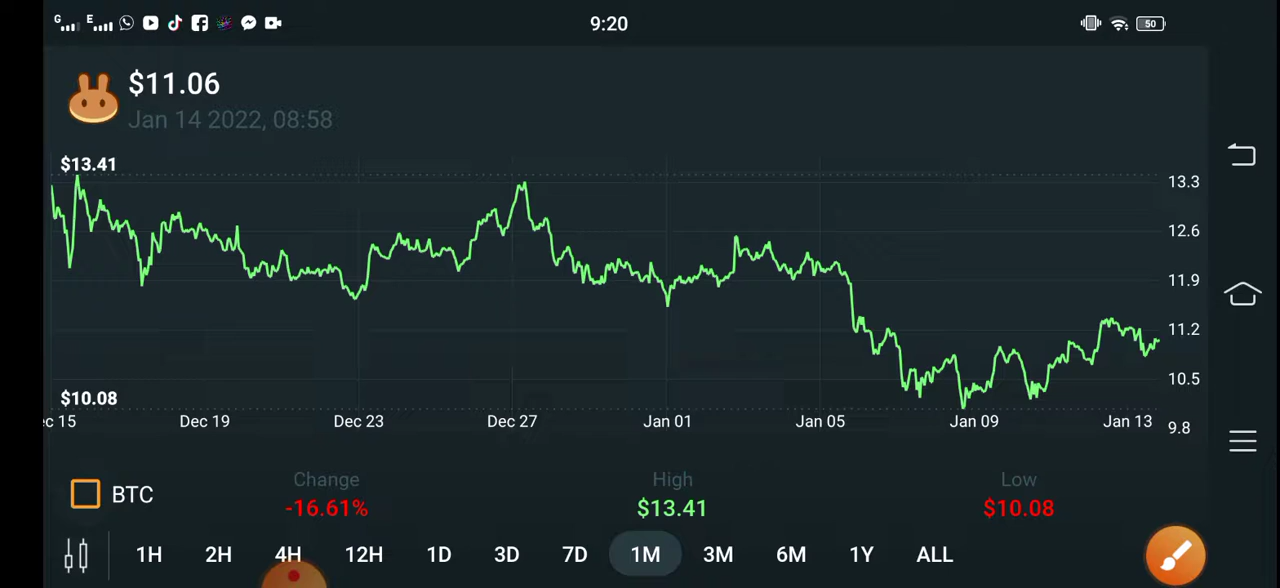 G E 9:20 50
$11.06
Jan 14 2022, 08:58
$13.41
13.3
12.6
11.9
11.2
10.5
$10.08
c 15 Dec 19 Dec 23 Dec 27 Jan 01 Jan 05 Jan 09 Jan 13 9.8
BTC
Change High Low
-16.61% $13.41 $10.08
1H 2H 4H 12H 1D 3D 7D 1M 3M 6M 1Y ALL